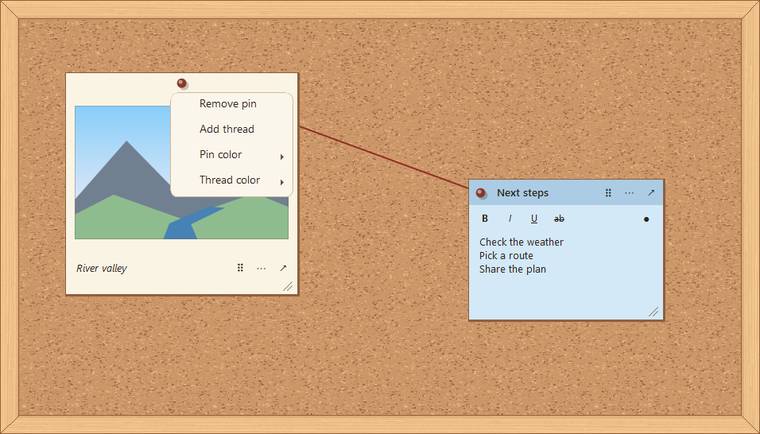 Remove pin
Add thread
Pin color
Thread color
River valley
Next steps
B I U ab
Check the weather
Pick a route
Share the plan